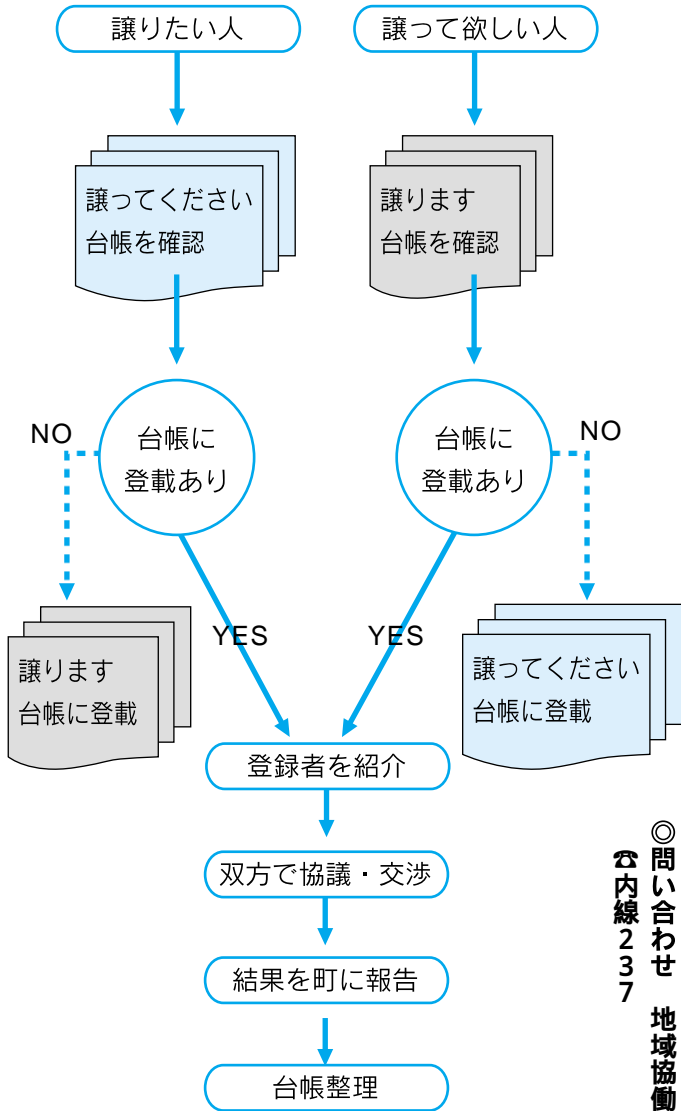 譲りたい人
譲って欲しい人
譲ってください
台帳を確認
譲ります
台帳を確認
台帳に
登載あり
台帳に
登載あり
NO
NO
YES
YES
譲ります
台帳に登載
譲ってください
台帳に登載
登録者を紹介
双方で協議・交渉
結果を町に報告
台帳整理
◎問い合わせ 地域協働
☎内線237